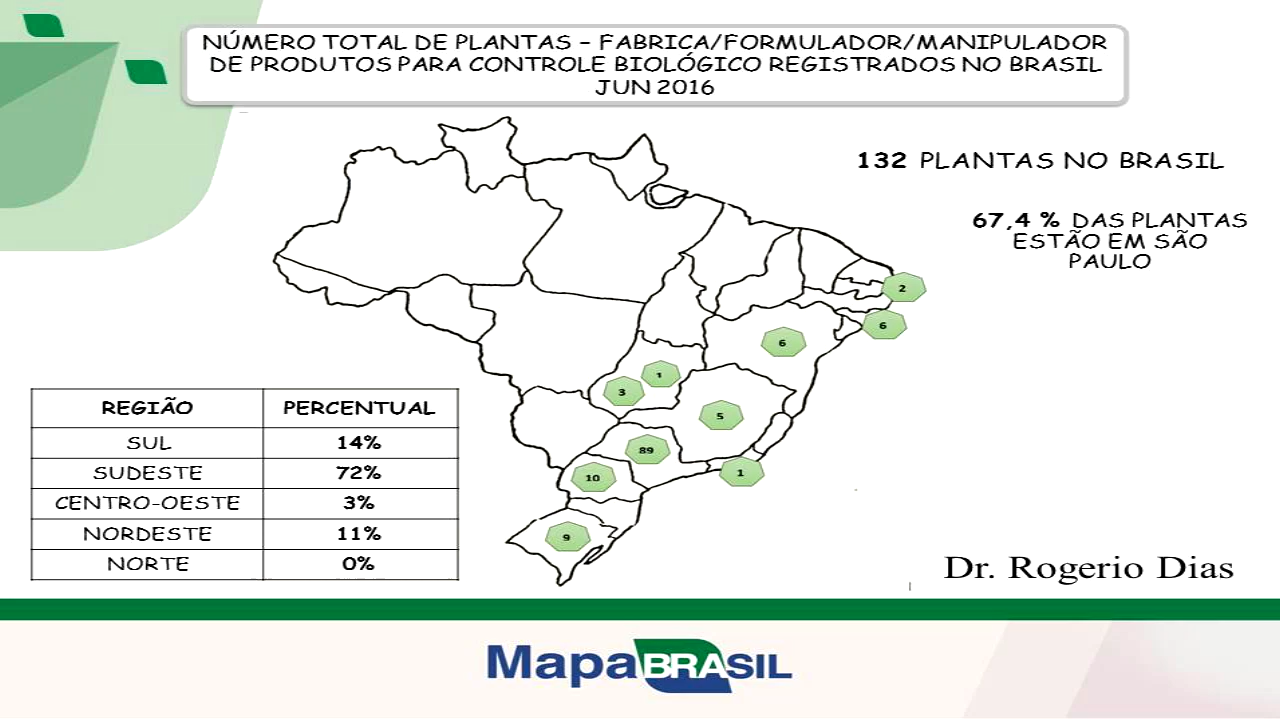 NÚMERO TOTAL DE PLANTAS – FABRICA/FORMULADOR/MANIPULADOR
DE PRODUTOS PARA CONTROLE BIOLÓGICO REGISTRADOS NO BRASIL
JUN 2016
132 PLANTAS NO BRASIL
67,4 % DAS PLANTAS
ESTÃO EM SÃO
PAULO
2
6
6
1
3
5
89
1
10
9
REGIÃO PERCENTUAL
SUL 14%
SUDESTE 72%
CENTRO-OESTE 3%
NORDESTE 11%
NORTE 0%
Dr. Rogerio Dias
Mapa BRASIL